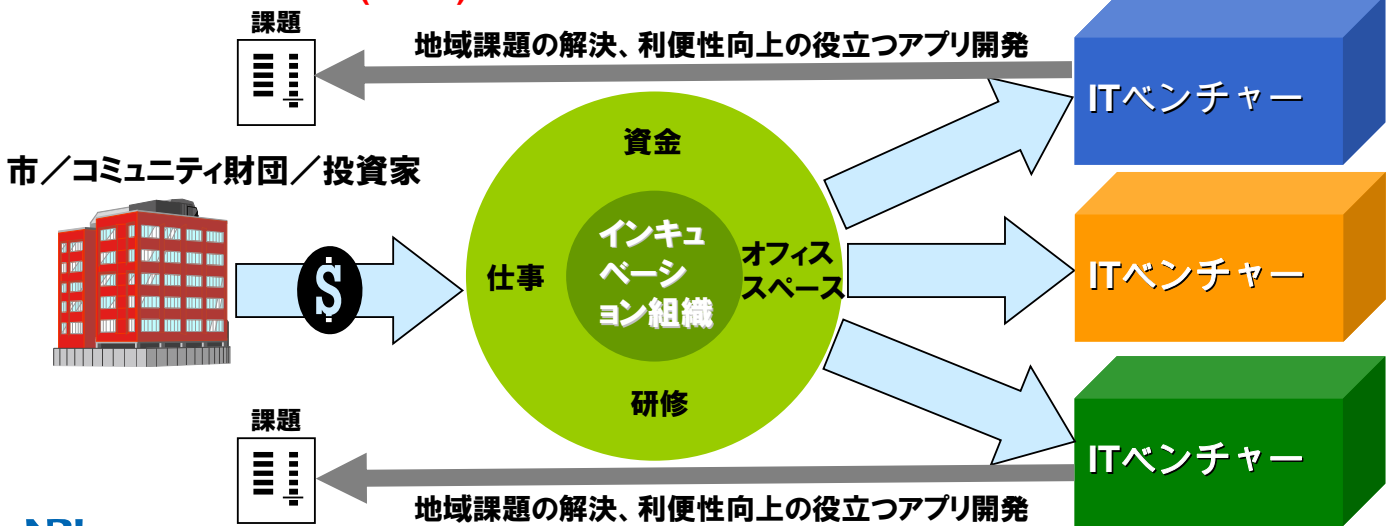 課題
地域課題の解決、利便性向上の役立つアプリ開発
ITベンチャー
市/コミュニティ財団/投資家
資金
インキュ
ベーシ
ョン組織
仕事
オフィス
スペース
$
ITベンチャー
研修
課題
ITベンチャー
地域課題の解決、利便性向上の役立つアプリ開発